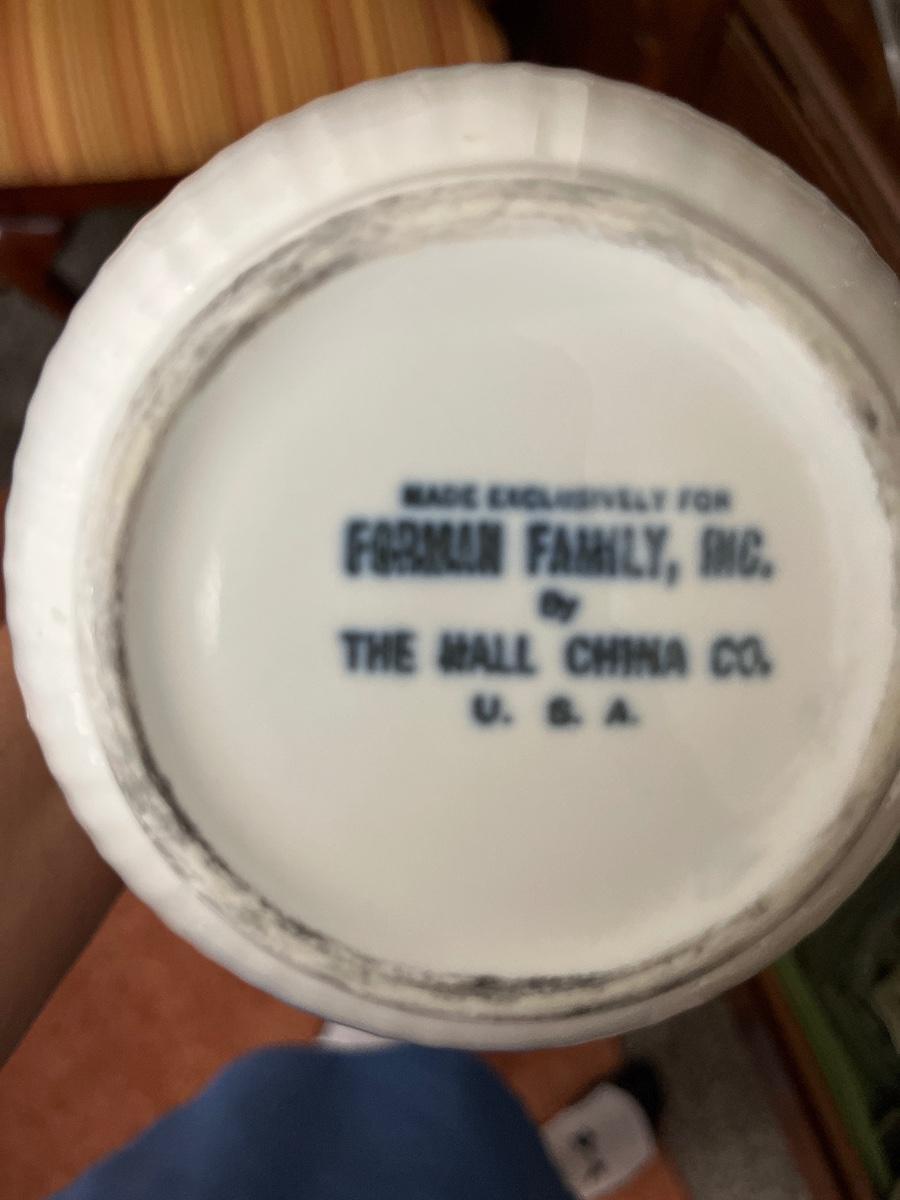 MADE EXCLUSIVELY FOR
FORMAN FAMILY, INC.
By
THE HALL CHINA CO.
U. S. A.